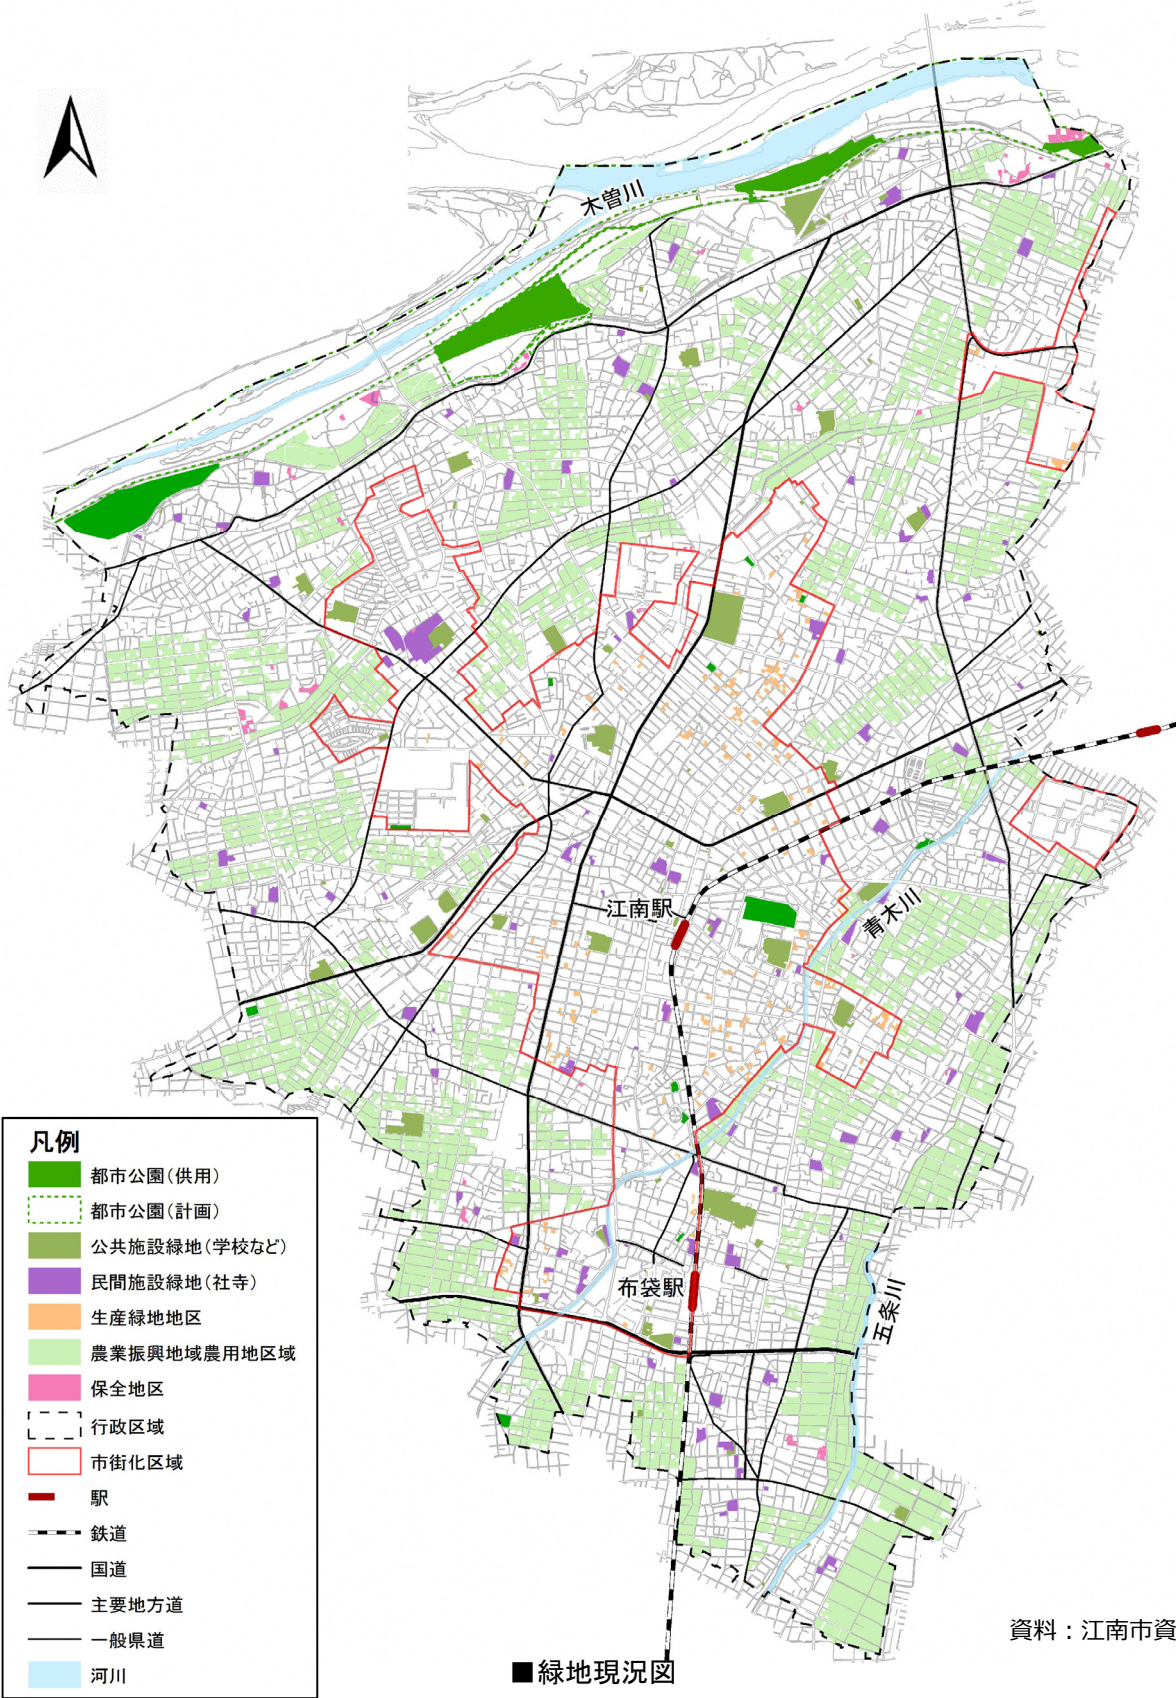 木曽川
江南駅
青木川
布袋駅
五条川
凡例
都市公園(供用)
都市公園(計画)
公共施設緑地(学校など)
民間施設緑地(社寺)
生産緑地地区
農業振興地域農用地区域
保全地区
行政区域
市街化区域
駅
鉄道
国道
主要地方道
一般県道
河川
資料:江南市資
■緑地現況図